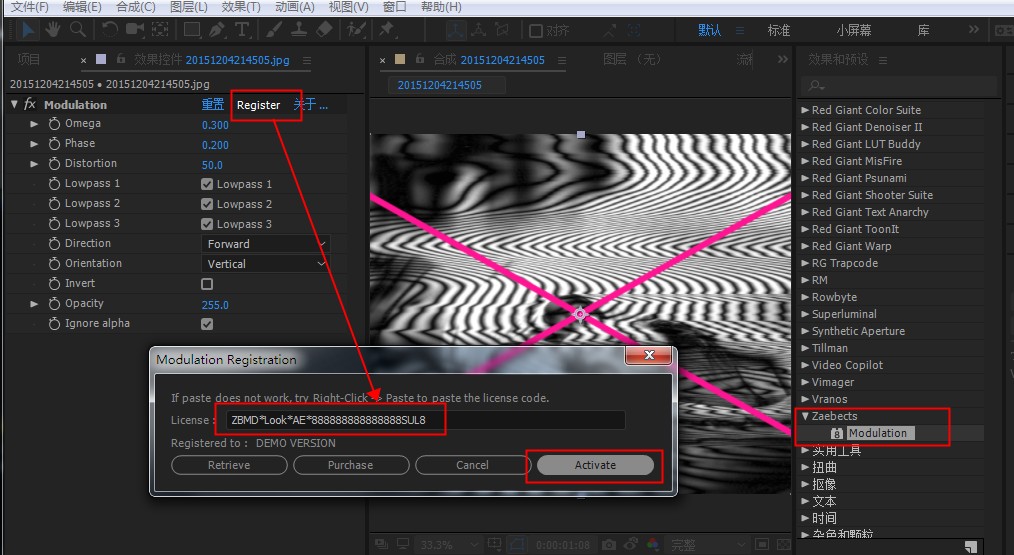 文件(F) 编辑(E) 合成(C) 图层(L) 效果(T) 动画(A) 视图(V) 窗口 帮助(H)
对齐 默认 标准 小屏幕 库
项目 效果控件 20151204214505.jpg
20151204214505 • 20151204214505.jpg
fx Modulation 重置 Register 关于...
Omega 0.300
Phase 0.200
Distortion 50.0
Lowpass 1 Lowpass 1
Lowpass 2 Lowpass 2
Lowpass 3 Lowpass 3
Direction Forward
Orientation Vertical
Invert
Opacity 255.0
Ignore alpha
合成 20151204214505 图层 (无)
20151204214505
Modulation Registration
If paste does not work, try Right-Click -> Paste to paste the license code.
License : ZBMD*Look*AE*888888888888888SUL8
Registered to : DEMO VERSION
Retrieve Purchase Cancel Activate
33.3% 0:00:01:08 完整
效果和预设
Red Giant Color Suite
Red Giant Denoiser II
Red Giant LUT Buddy
Red Giant MisFire
Red Giant Psunami
Red Giant Shooter Suite
Red Giant Text Anarchy
Red Giant ToonIt
Red Giant Warp
RG Trapcode
RM
Rowbyte
Superluminal
Synthetic Aperture
Tillman
Video Copilot
Vimager
Vranos
Zaebects
8 Modulation
实用工具
扭曲
抠像
文本
时间
杂色和颗粒